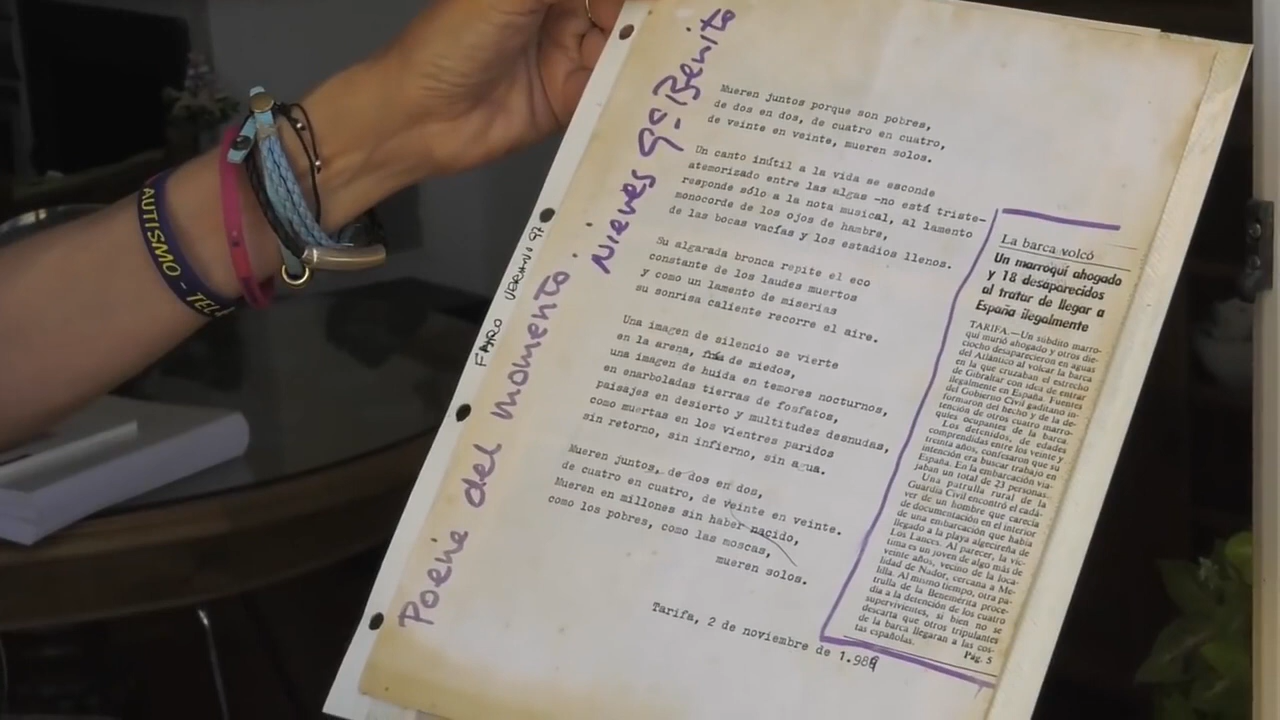 Poema del momento. Nieves Gª Benito
FARO VERANO 97
AUTISMO - TEL
Mueren juntos porque son pobres,
de dos en dos, de cuatro en cuatro,
de veinte en veinte, mueren solos.
Un canto inútil a la vida se esconde
atemorizado entre las algas -no está triste-
responde sólo a la nota musical, al lamento
monocorde de los ojos de hambre,
de las bocas vacías y los estadios llenos.
Su algarada bronca repite el eco
constante de los laudes muertos
y como un lamento de miserias
su sonrisa caliente recorre el aire.
Una imagen de silencio se vierte
en la arena, fría de miedos,
una imagen de huida en temores nocturnos,
en enarboladas tierras de fosfatos,
paisajes en desierto y multitudes desnudas,
como muertas en los vientres paridos
sin retorno, sin infierno, sin agua.
Mueren juntos, de dos en dos,
de cuatro en cuatro, de veinte en veinte.
Mueren en millones sin haber nacido,
como los pobres, como las moscas,
mueren solos.
Tarifa, 2 de noviembre de 1.988
La barca volcó
Un marroquí ahogado
y 18 desaparecidos
al tratar de llegar a
España ilegalmente
TARIFA.—Un súbdito marro-
quí murió ahogado y otros die-
ciocho desaparecieron en aguas
del Atlántico al volcar la barca
en la que cruzaban el estrecho
de Gibraltar con idea de entrar
ilegalmente en España. Fuentes
del Gobierno Civil gaditano in-
formaron del hecho y de la de-
tención de otros cuatro marro-
quíes ocupantes de la barca.
Los detenidos, de edades
comprendidas entre los veinte y
treinta años, confesaron que su
intención era buscar trabajo en
España. En la embarcación via-
jaban un total de 23 personas.
Una patrulla rural de la
Guardia Civil encontró el cadá-
ver de un hombre que carecía
de documentación en el interior
de una embarcación que había
llegado a la playa algecireña de
Los Lances. Al parecer, la víc-
tima es un joven de algo más de
veinte años, vecino de la loca-
lidad de Nador, cercana a Me-
lilla. Al mismo tiempo, otra pa-
trulla de la Benemérita proce-
día a la detención de los cuatro
supervivientes, si bien no se
descarta que otros tripulantes
de la barca llegaran a las cos-
tas españolas.
Pág. 5